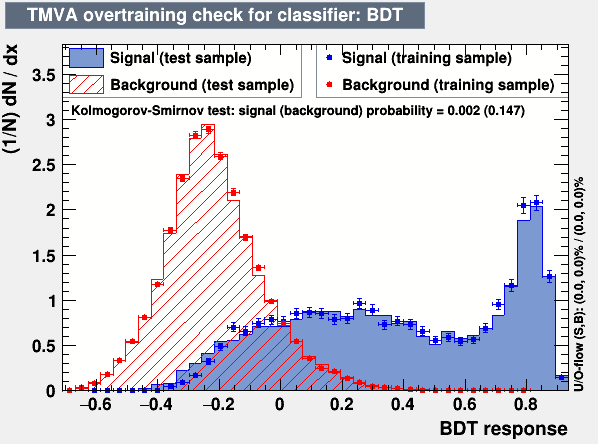 TMVA overtraining check for classifier: BDT
(1/N) dN / dx
Signal (test sample)
Signal (training sample)
Background (test sample)
Background (training sample)
Kolmogorov-Smirnov test: signal (background) probability = 0.002 (0.147)
3.5
3
2.5
2
1.5
1
0.5
0
−0.6 −0.4 −0.2 0 0.2 0.4 0.6 0.8
BDT response
U/O-flow (S,B): (0.0, 0.0)% / (0.0, 0.0)%